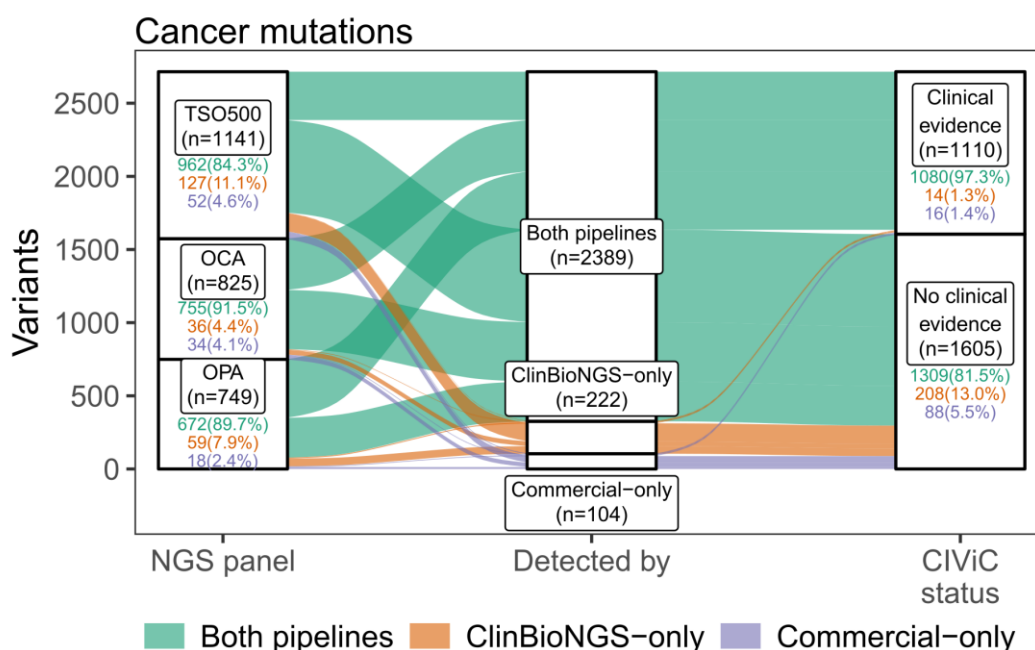 Cancer mutations
Variants
2500
2000
1500
1000
500
0
TSO500
(n=1141)
962(84.3%)
127(11.1%)
52(4.6%)
OCA
(n=825)
755(91.5%)
36(4.4%)
34(4.1%)
OPA
(n=749)
672(89.7%)
59(7.9%)
18(2.4%)
Both pipelines
(n=2389)
ClinBioNGS−only
(n=222)
Commercial−only
(n=104)
Clinical
evidence
(n=1110)
1080(97.3%)
14(1.3%)
16(1.4%)
No clinical
evidence
(n=1605)
1309(81.5%)
208(13.0%)
88(5.5%)
NGS panel
Detected by
CIViC
status
Both pipelines
ClinBioNGS−only
Commercial−only